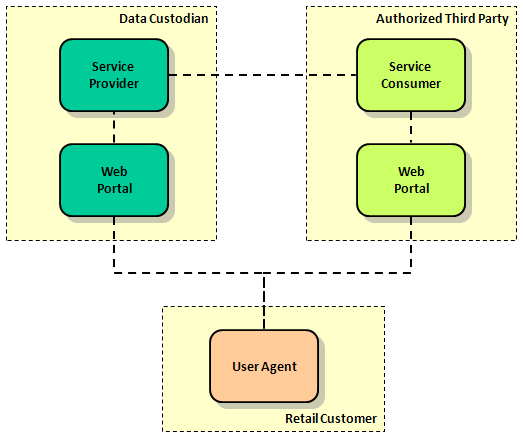 Data Custodian
Authorized Third Party
Service
Provider
Service
Consumer
Web
Portal
Web
Portal
User Agent
Retail Customer